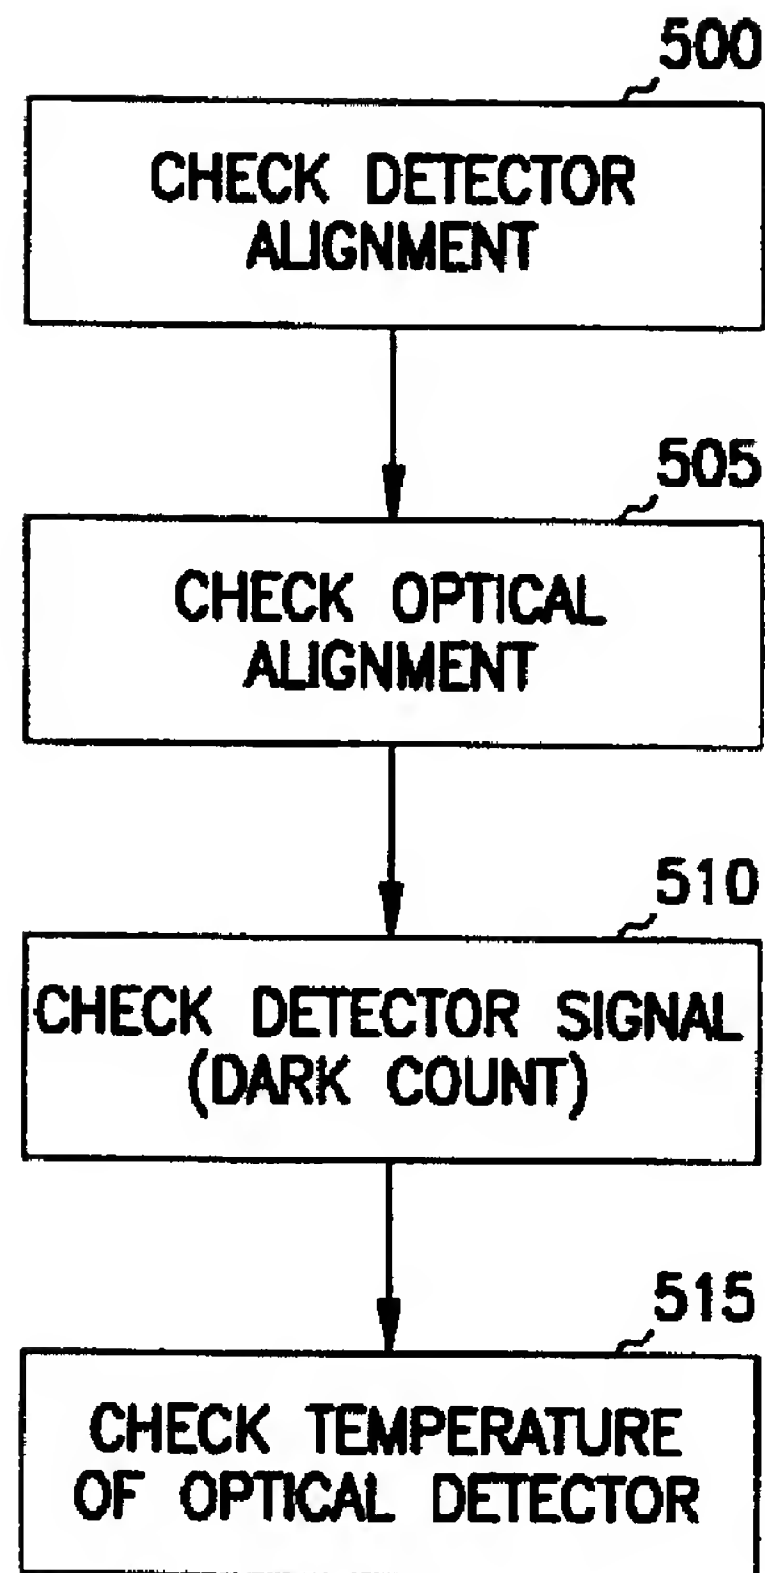 500
CHECK DETECTOR
ALIGNMENT
505
CHECK OPTICAL
ALIGNMENT
510
CHECK DETECTOR SIGNAL
(DARK COUNT)
515
CHECK TEMPERATURE
OF OPTICAL DETECTOR